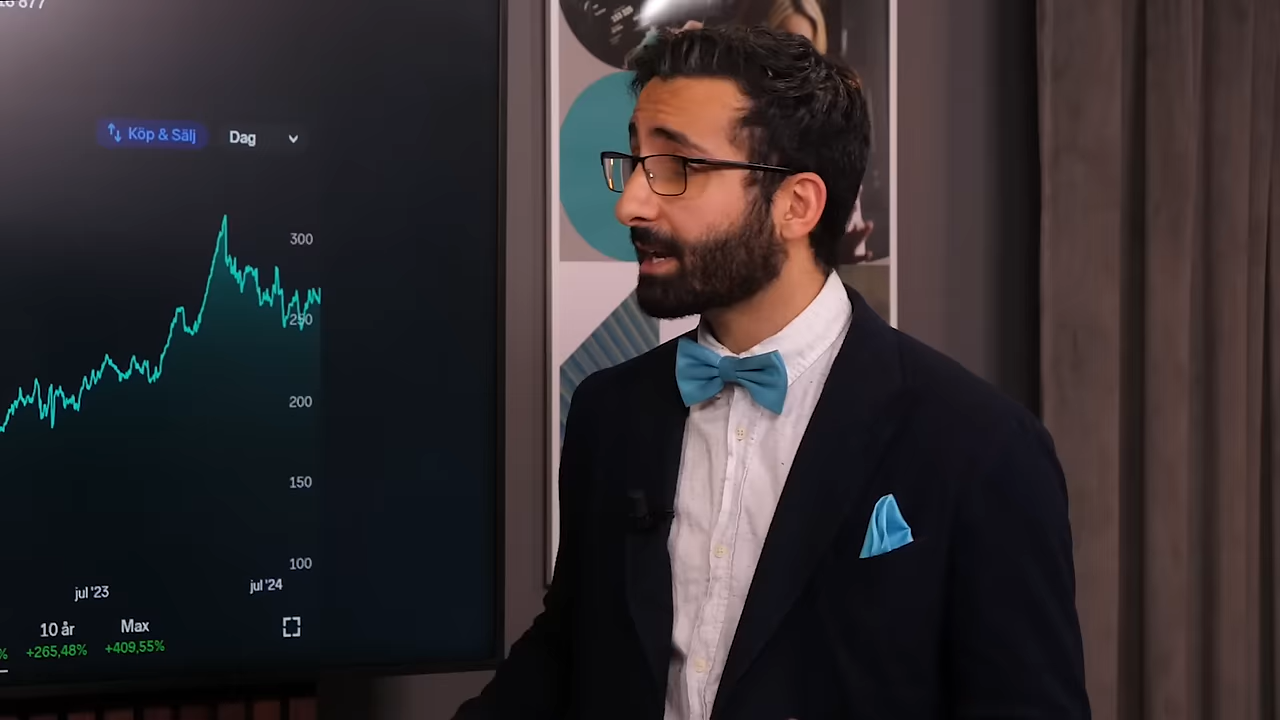 Köp & Sälj
Dag
300
250
200
150
100
jul '23
jul '24
10 år
Max
%
+265,48%
+409,55%